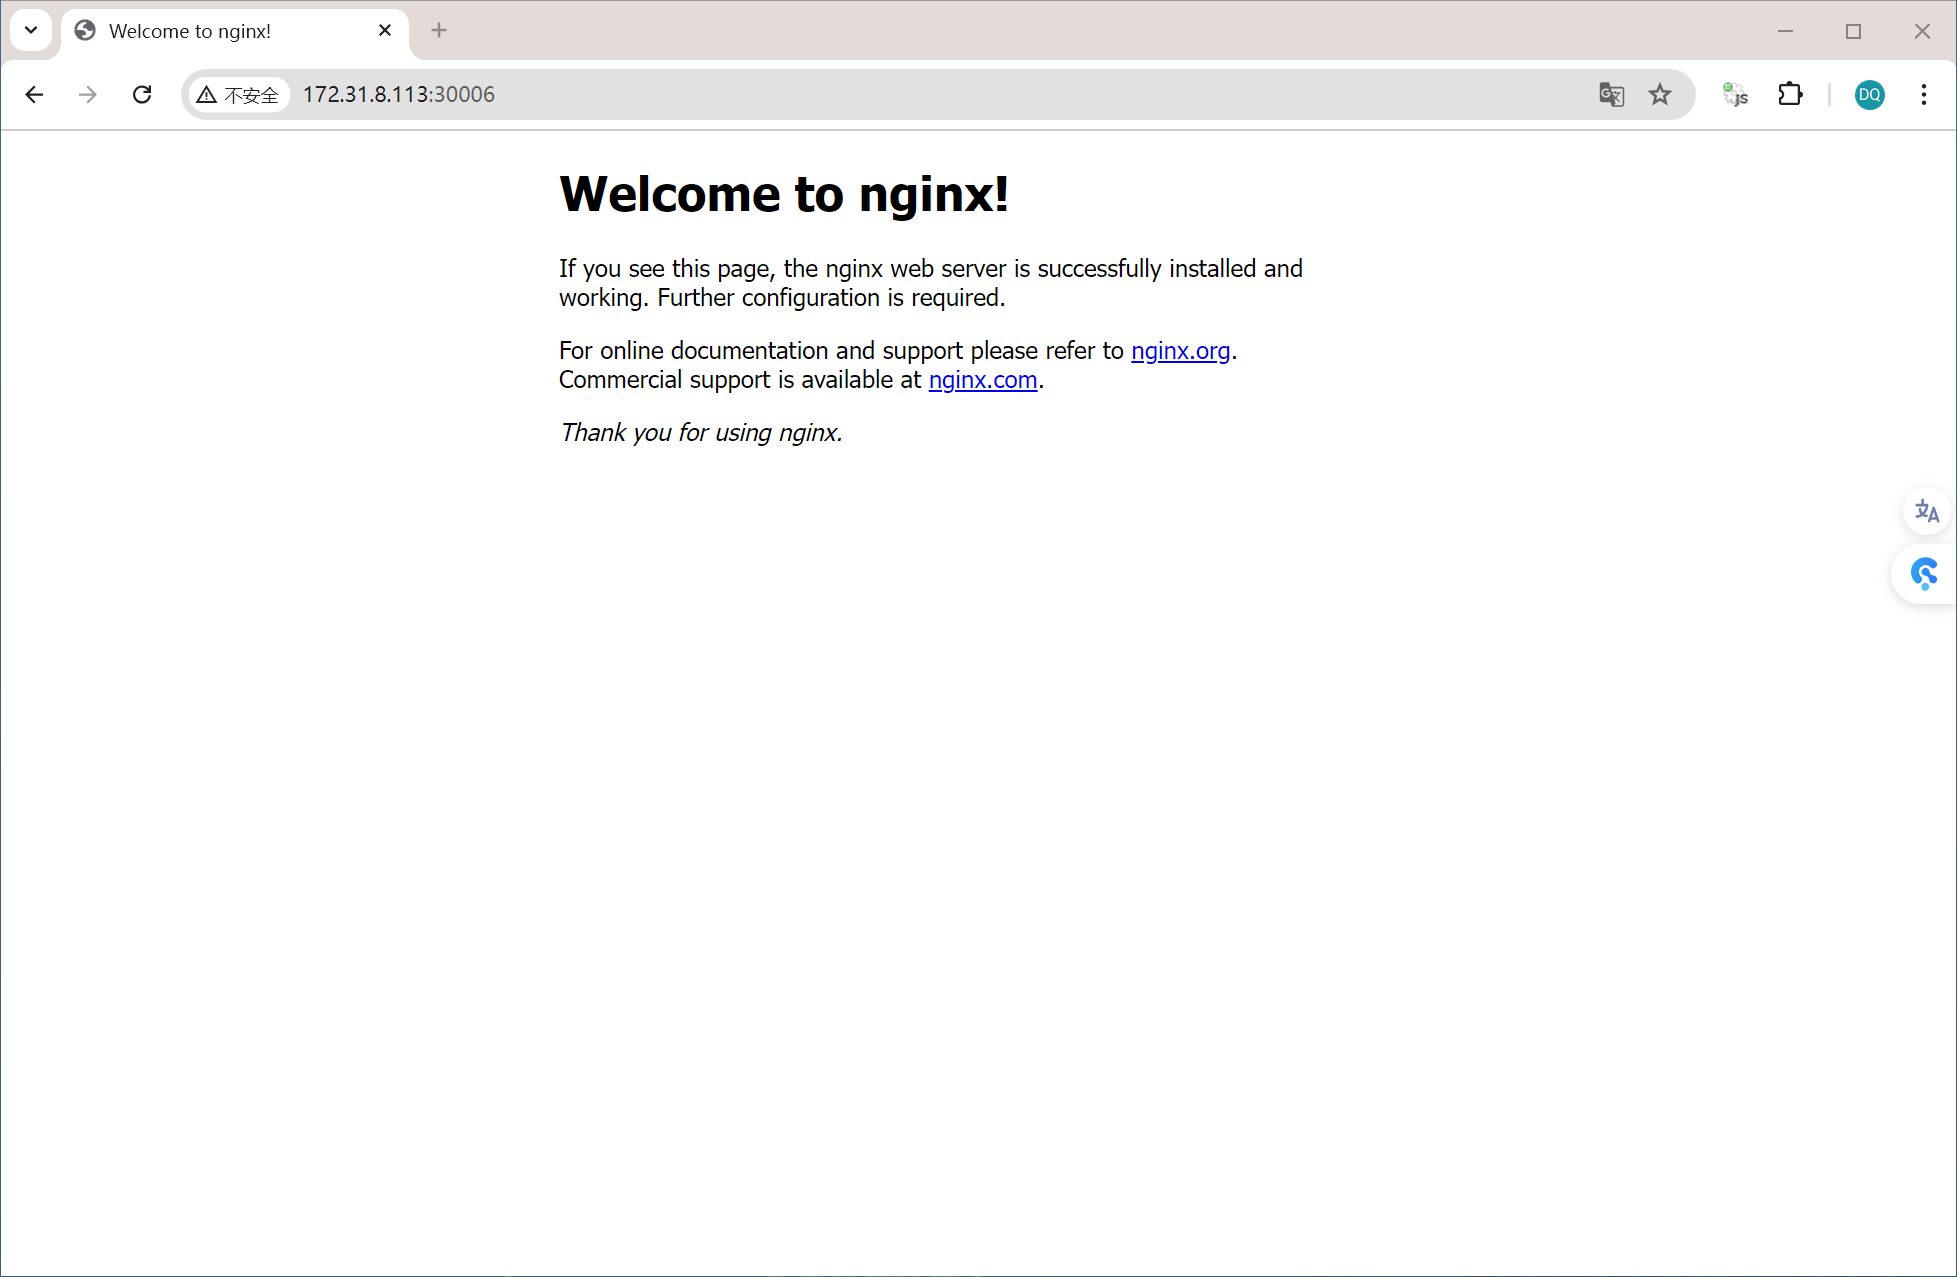 Welcome to nginx!
不安全
172.31.8.113:30006
JS
DQ
Welcome to nginx!
If you see this page, the nginx web server is successfully installed and
working. Further configuration is required.
For online documentation and support please refer to nginx.org.
Commercial support is available at nginx.com.
Thank you for using nginx.